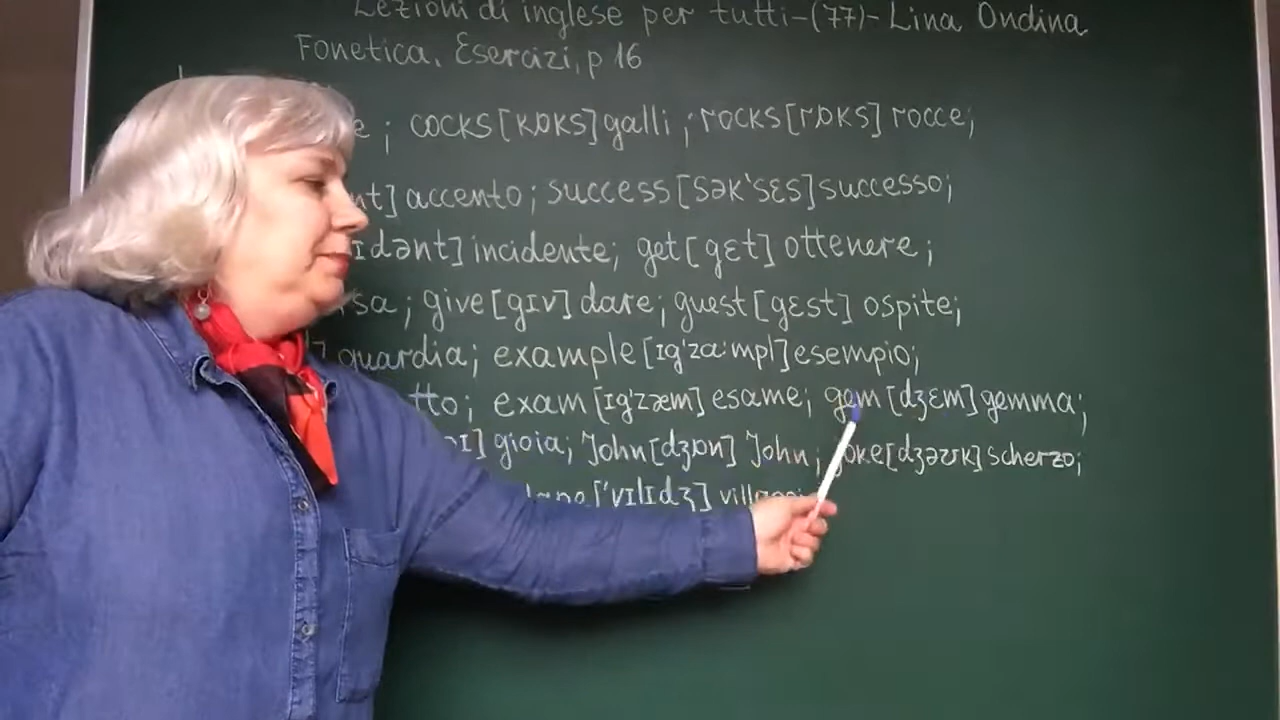 Lezioni di inglese per tutti-(77)-Lina Ondina
Fonetica. Esercizi, p 16
e ; cocks [kɒks] galli ; rocks [rɒks] rocce;
nt] accento; success [sək'sɛs] successo;
ɪdənt] incidente; get [gɛt] ottenere ;
rsa ; give [gɪv] dare; guest [gɛst] ospite;
] guardia; example [ɪg'zɑ:mpl] esempio;
tto; exam [ɪg'zæm] esame; gem [dʒɛm] gemma;
ɔɪ] gioia; John [dʒɒn] John ; joke [dʒəʊk] scherzo;
['vɪlɪdʒ]